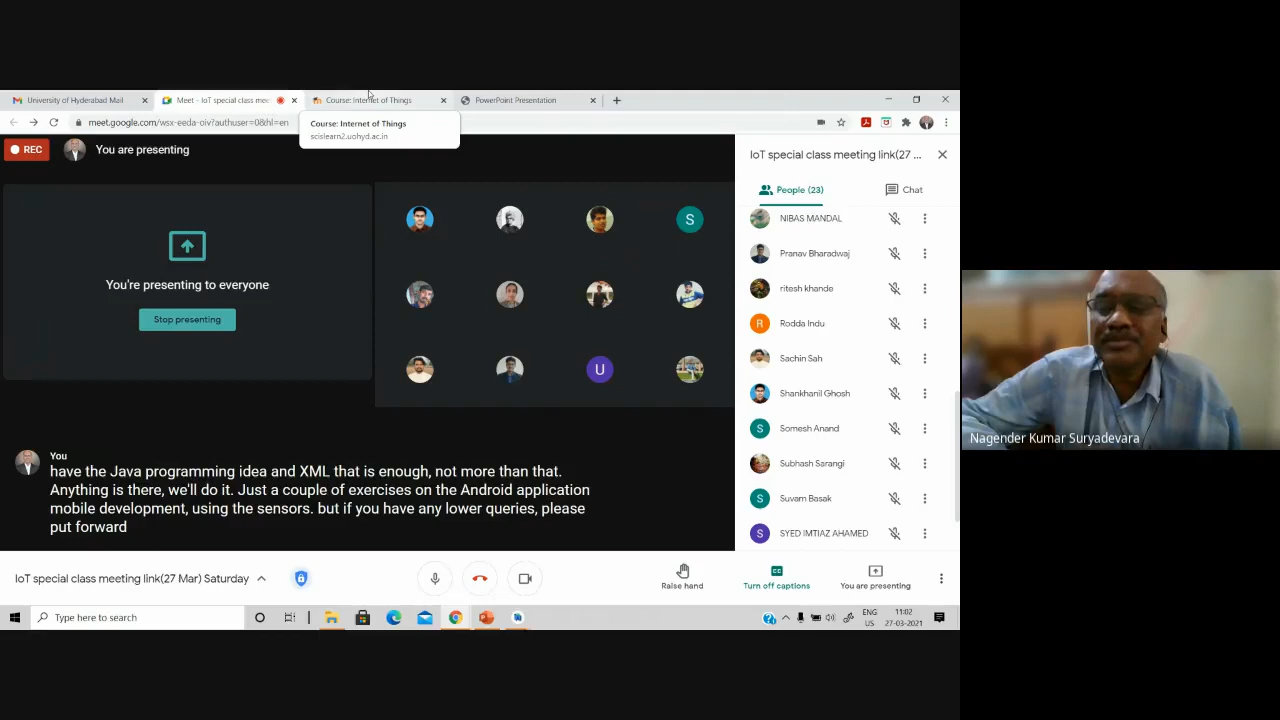 University of Hyderabad Mail
Meet - IoT special class mee
Course: Internet of Things
PowerPoint Presentation
meet.google.com/wsx-eeda-oiv?authuser=0&hl=en
Course: Internet of Things
scislearn2.uohyd.ac.in
REC
You are presenting
IoT special class meeting link(27 ...
People (23)
Chat
You're presenting to everyone
Stop presenting
S
U
NIBAS MANDAL
Pranav Bharadwaj
ritesh khande
R
Rodda Indu
Sachin Sah
Shankhanil Ghosh
S
Somesh Anand
Subhash Sarangi
S
Suvam Basak
S
SYED IMTIAZ AHAMED
Nagender Kumar Suryadevara
You
have the Java programming idea and XML that is enough, not more than that.
Anything is there, we'll do it. Just a couple of exercises on the Android application
mobile development, using the sensors. but if you have any lower queries, please
put forward
IoT special class meeting link(27 Mar) Saturday
Raise hand
CC
Turn off captions
You are presenting
Type here to search
ENG
US
11:02
27-03-2021